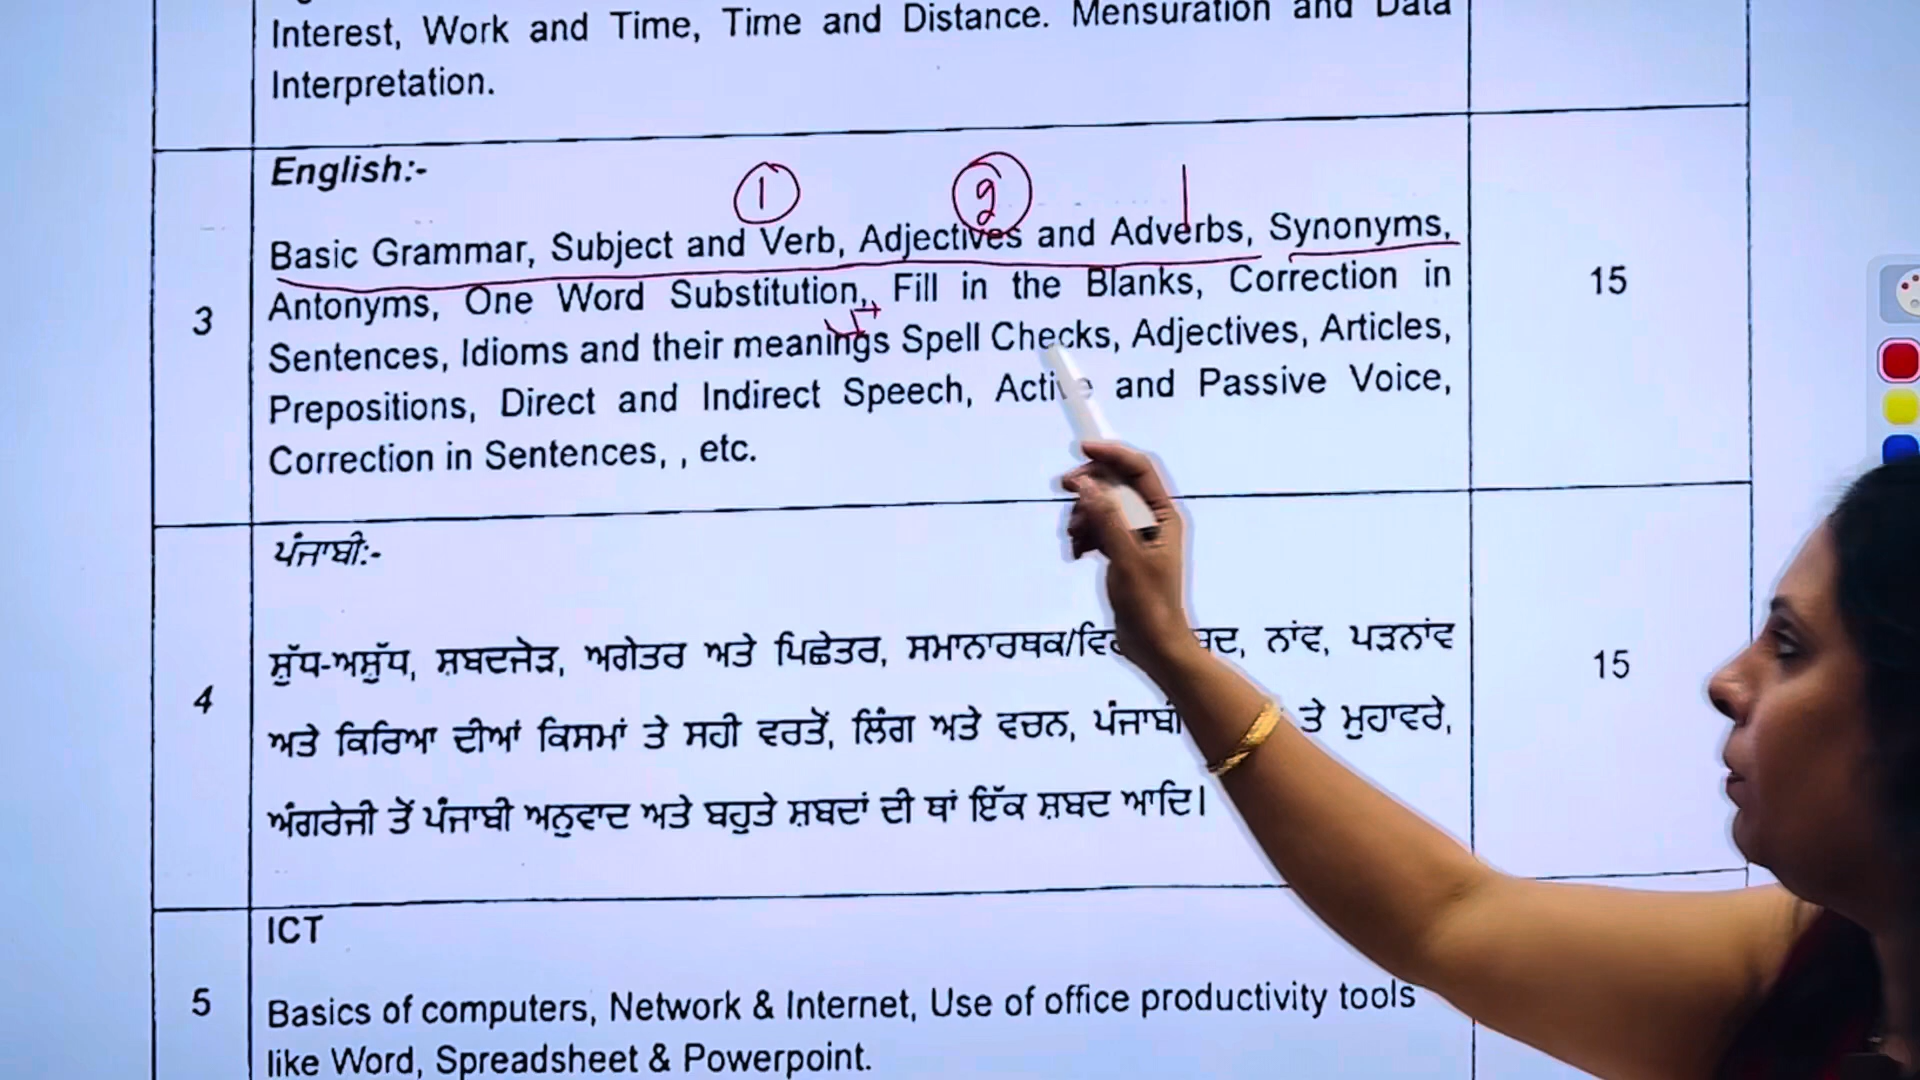 Interest, Work and Time, Time and Distance. Mensuration and Data
Interpretation.
English:-
1 2
Basic Grammar, Subject and Verb, Adjectives and Adverbs, Synonyms,
3 Antonyms, One Word Substitution, Fill in the Blanks, Correction in 15
Sentences, Idioms and their meanings Spell Checks, Adjectives, Articles,
Prepositions, Direct and Indirect Speech, Active and Passive Voice,
Correction in Sentences, , etc.
ਪੰਜਾਬੀ:-
ਸ਼ੁੱਧ-ਅਸ਼ੁੱਧ, ਸ਼ਬਦਜੋੜ, ਅਗੇਤਰ ਅਤੇ ਪਿਛੇਤਰ, ਸਮਾਨਾਰਥਕ/ ਨਾਂਵ, ਪੜਨਾਂਵ
4 15
ਅਤੇ ਕਿਰਿਆ ਦੀਆਂ ਕਿਸਮਾਂ ਤੇ ਸਹੀ ਵਰਤੋਂ, ਲਿੰਗ ਅਤੇ ਵਚਨ, ਪੰਜਾਬੀ ਤੇ ਮੁਹਾਵਰੇ,
ਅੰਗਰੇਜੀ ਤੋਂ ਪੰਜਾਬੀ ਅਨੁਵਾਦ ਅਤੇ ਬਹੁਤੇ ਸ਼ਬਦਾਂ ਦੀ ਥਾਂ ਇੱਕ ਸ਼ਬਦ ਆਦਿ।
ICT
5 Basics of computers, Network & Internet, Use of office productivity tools
like Word, Spreadsheet & Powerpoint.